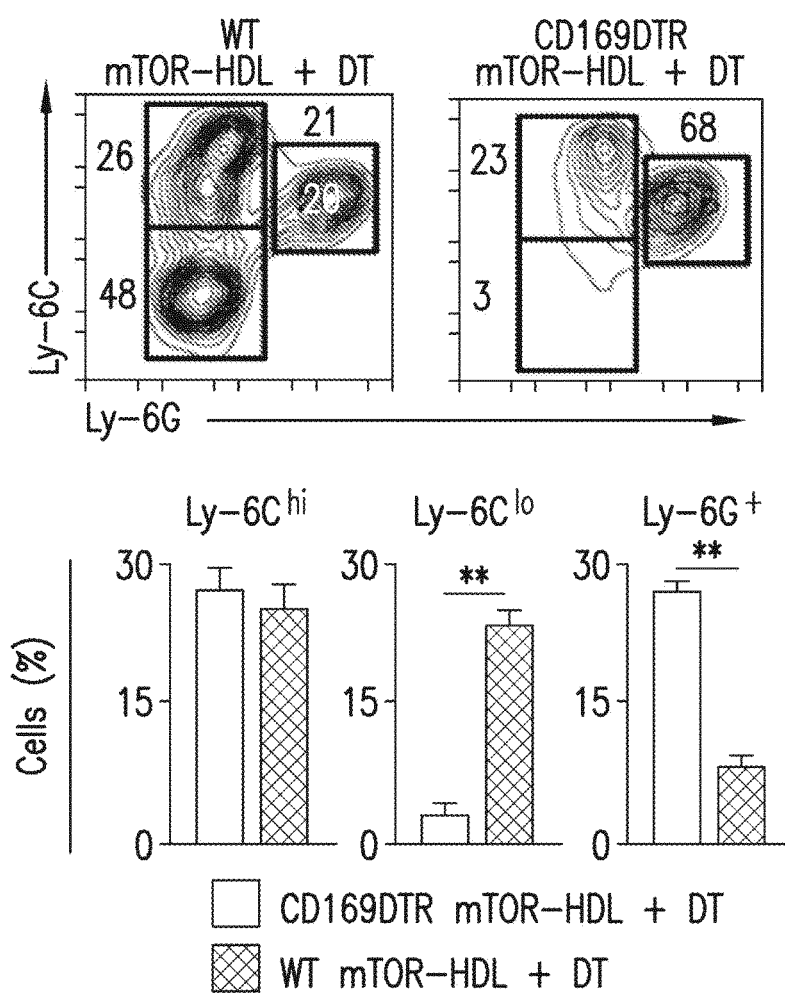 WT
mTOR-HDL + DT
CD169DTR
mTOR-HDL + DT
Ly-6C
26
21
20
48
23
68
3
Ly-6G
Ly-6C hi
Ly-6C lo
Ly-6G +
Cells (%)
30
15
0
30
**
15
0
30
**
15
0
CD169DTR mTOR-HDL + DT
WT mTOR-HDL + DT